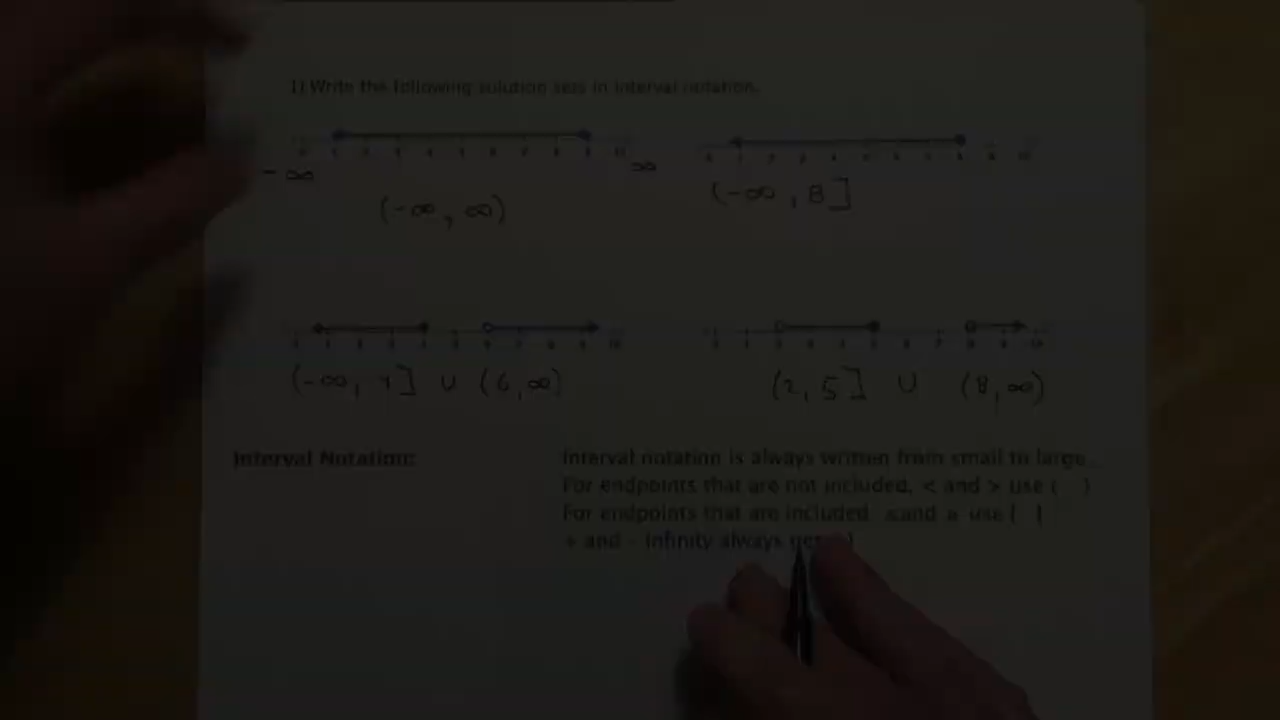 1) Write the following solution sets in interval notation.
- ∞ ∞
(-∞, ∞)
(-∞, 8]
(-∞, 4] ∪ (6, ∞)
(2, 5] ∪ (8, ∞)
Interval Notation:
Interval notation is always written from small to large.
For endpoints that are not included, < and > use ( )
For endpoints that are included and use [ ]
+ and - infinity always